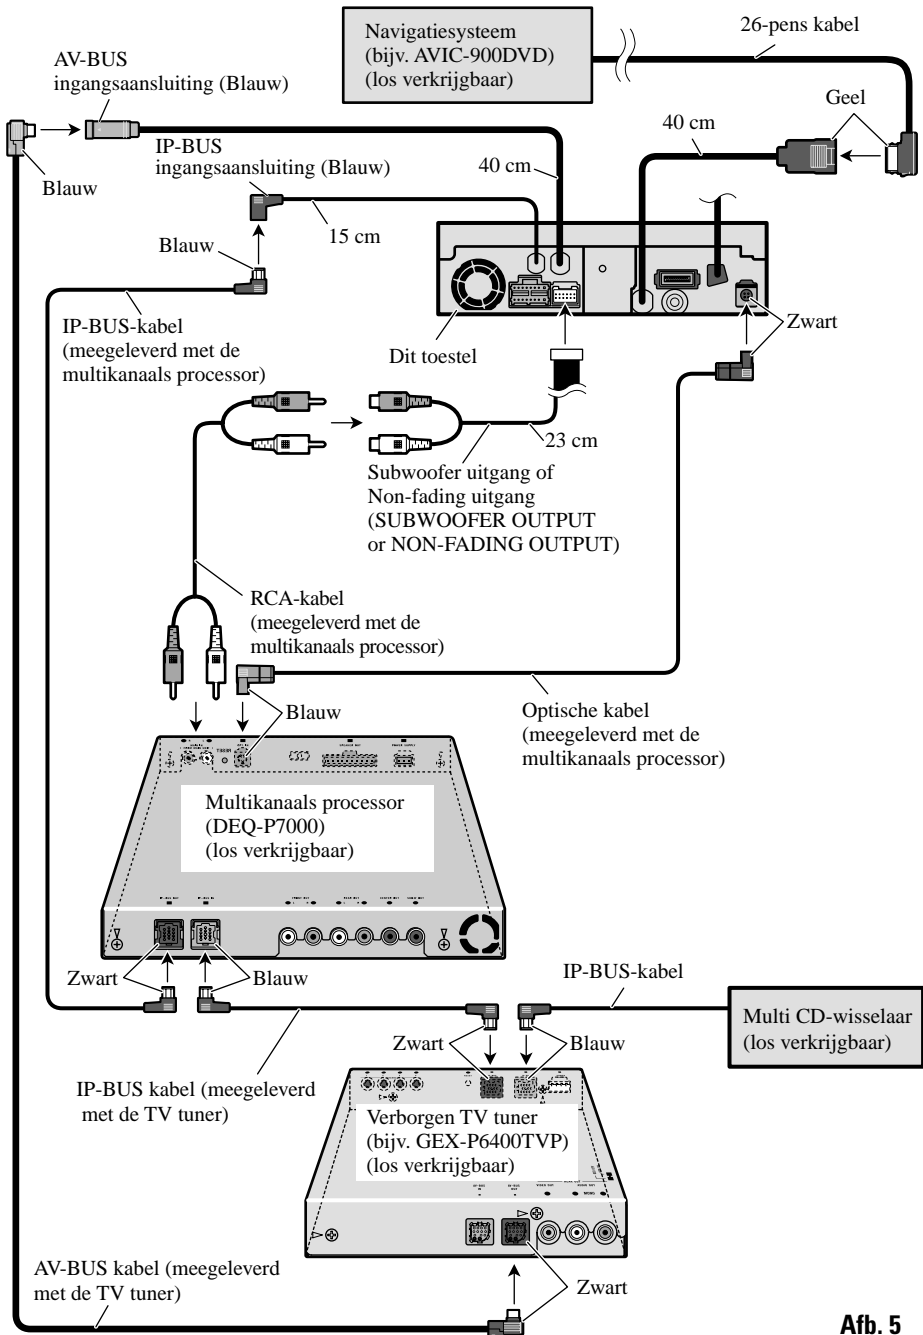 Navigatiesysteem
(bijv. AVIC-900DVD)
(los verkrijgbaar)
26-pens kabel
AV-BUS
ingangsaansluiting (Blauw)
Geel
40 cm
IP-BUS
ingangsaansluiting (Blauw)
Blauw
40 cm
15 cm
Blauw
IP-BUS-kabel
(meegeleverd met de
multikanaals processor)
Dit toestel
Zwart
23 cm
Subwoofer uitgang of
Non-fading uitgang
(SUBWOOFER OUTPUT
or NON-FADING OUTPUT)
RCA-kabel
(meegeleverd met de
multikanaals processor)
Blauw
Optische kabel
(meegeleverd met de
multikanaals processor)
Multikanaals processor
(DEQ-P7000)
(los verkrijgbaar)
Zwart
Blauw
IP-BUS-kabel
Multi CD-wisselaar
(los verkrijgbaar)
Zwart
Blauw
IP-BUS kabel (meegeleverd
met de TV tuner)
Verborgen TV tuner
(bijv. GEX-P6400TVP)
(los verkrijgbaar)
AV-BUS kabel (meegeleverd
met de TV tuner)
Zwart
Afb. 5